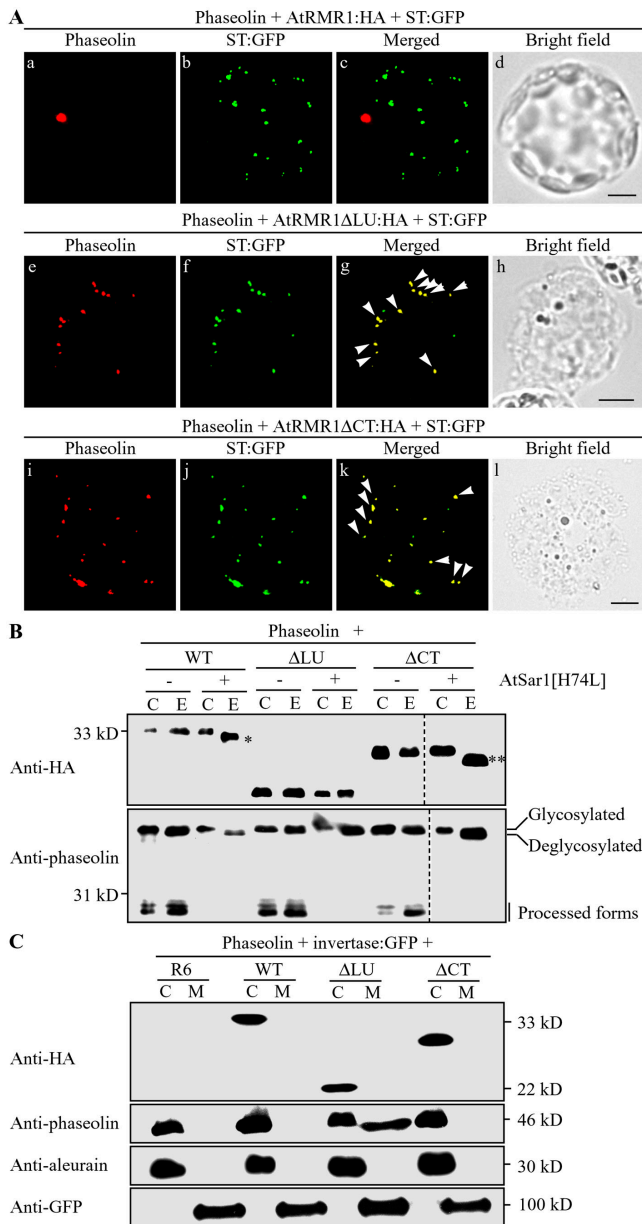 A
Phaseolin + AtRMR1:HA + ST:GFP
Phaseolin ST:GFP Merged Bright field
a b c d
Phaseolin + AtRMR1ΔLU:HA + ST:GFP
Phaseolin ST:GFP Merged Bright field
e f g h
Phaseolin + AtRMR1ΔCT:HA + ST:GFP
Phaseolin ST:GFP Merged Bright field
i j k l
B
Phaseolin +
WT ΔLU ΔCT
- + - + - + AtSar1[H74L]
C E C E C E C E C E C E
33 kD
*
**
Anti-HA
Glycosylated
Anti-phaseolin
Deglycosylated
31 kD
Processed forms
C
Phaseolin + invertase:GFP +
R6 WT ΔLU ΔCT
C M C M C M C M
33 kD
Anti-HA
22 kD
Anti-phaseolin 46 kD
Anti-aleurain 30 kD
Anti-GFP 100 kD